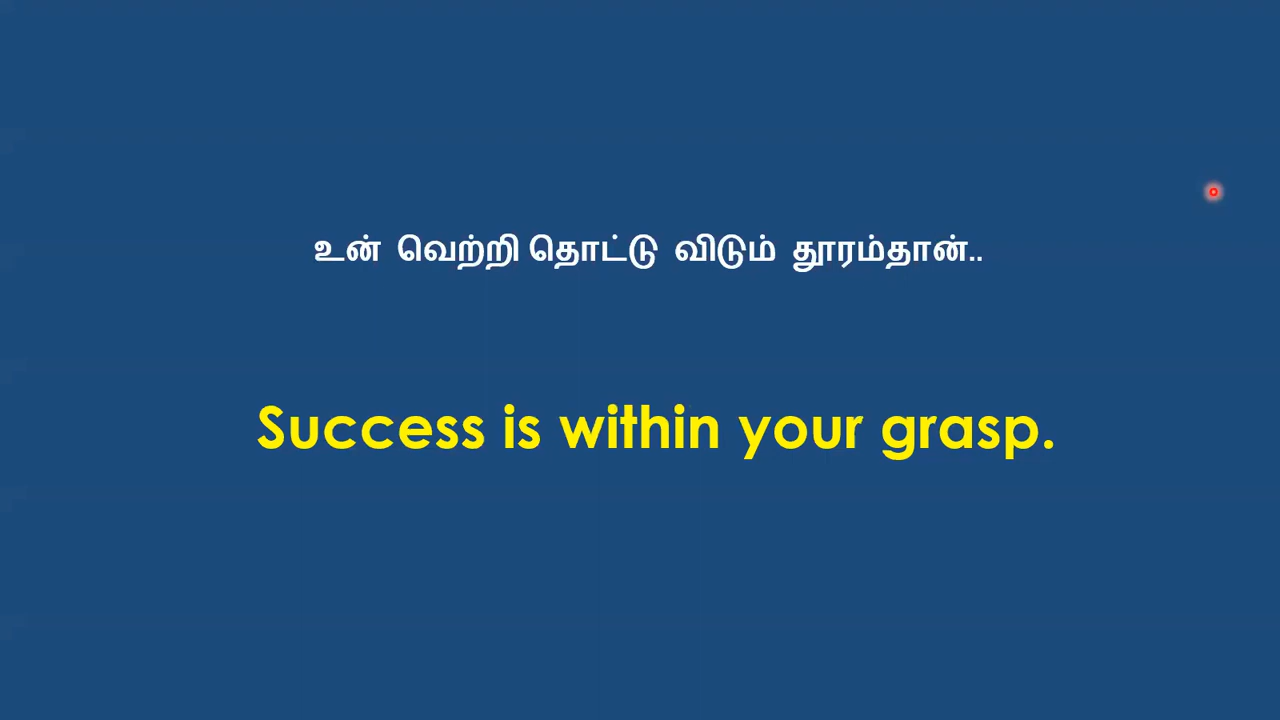 உன் வெற்றி தொட்டு விடும் தூரம்தான்..
Success is within your grasp.